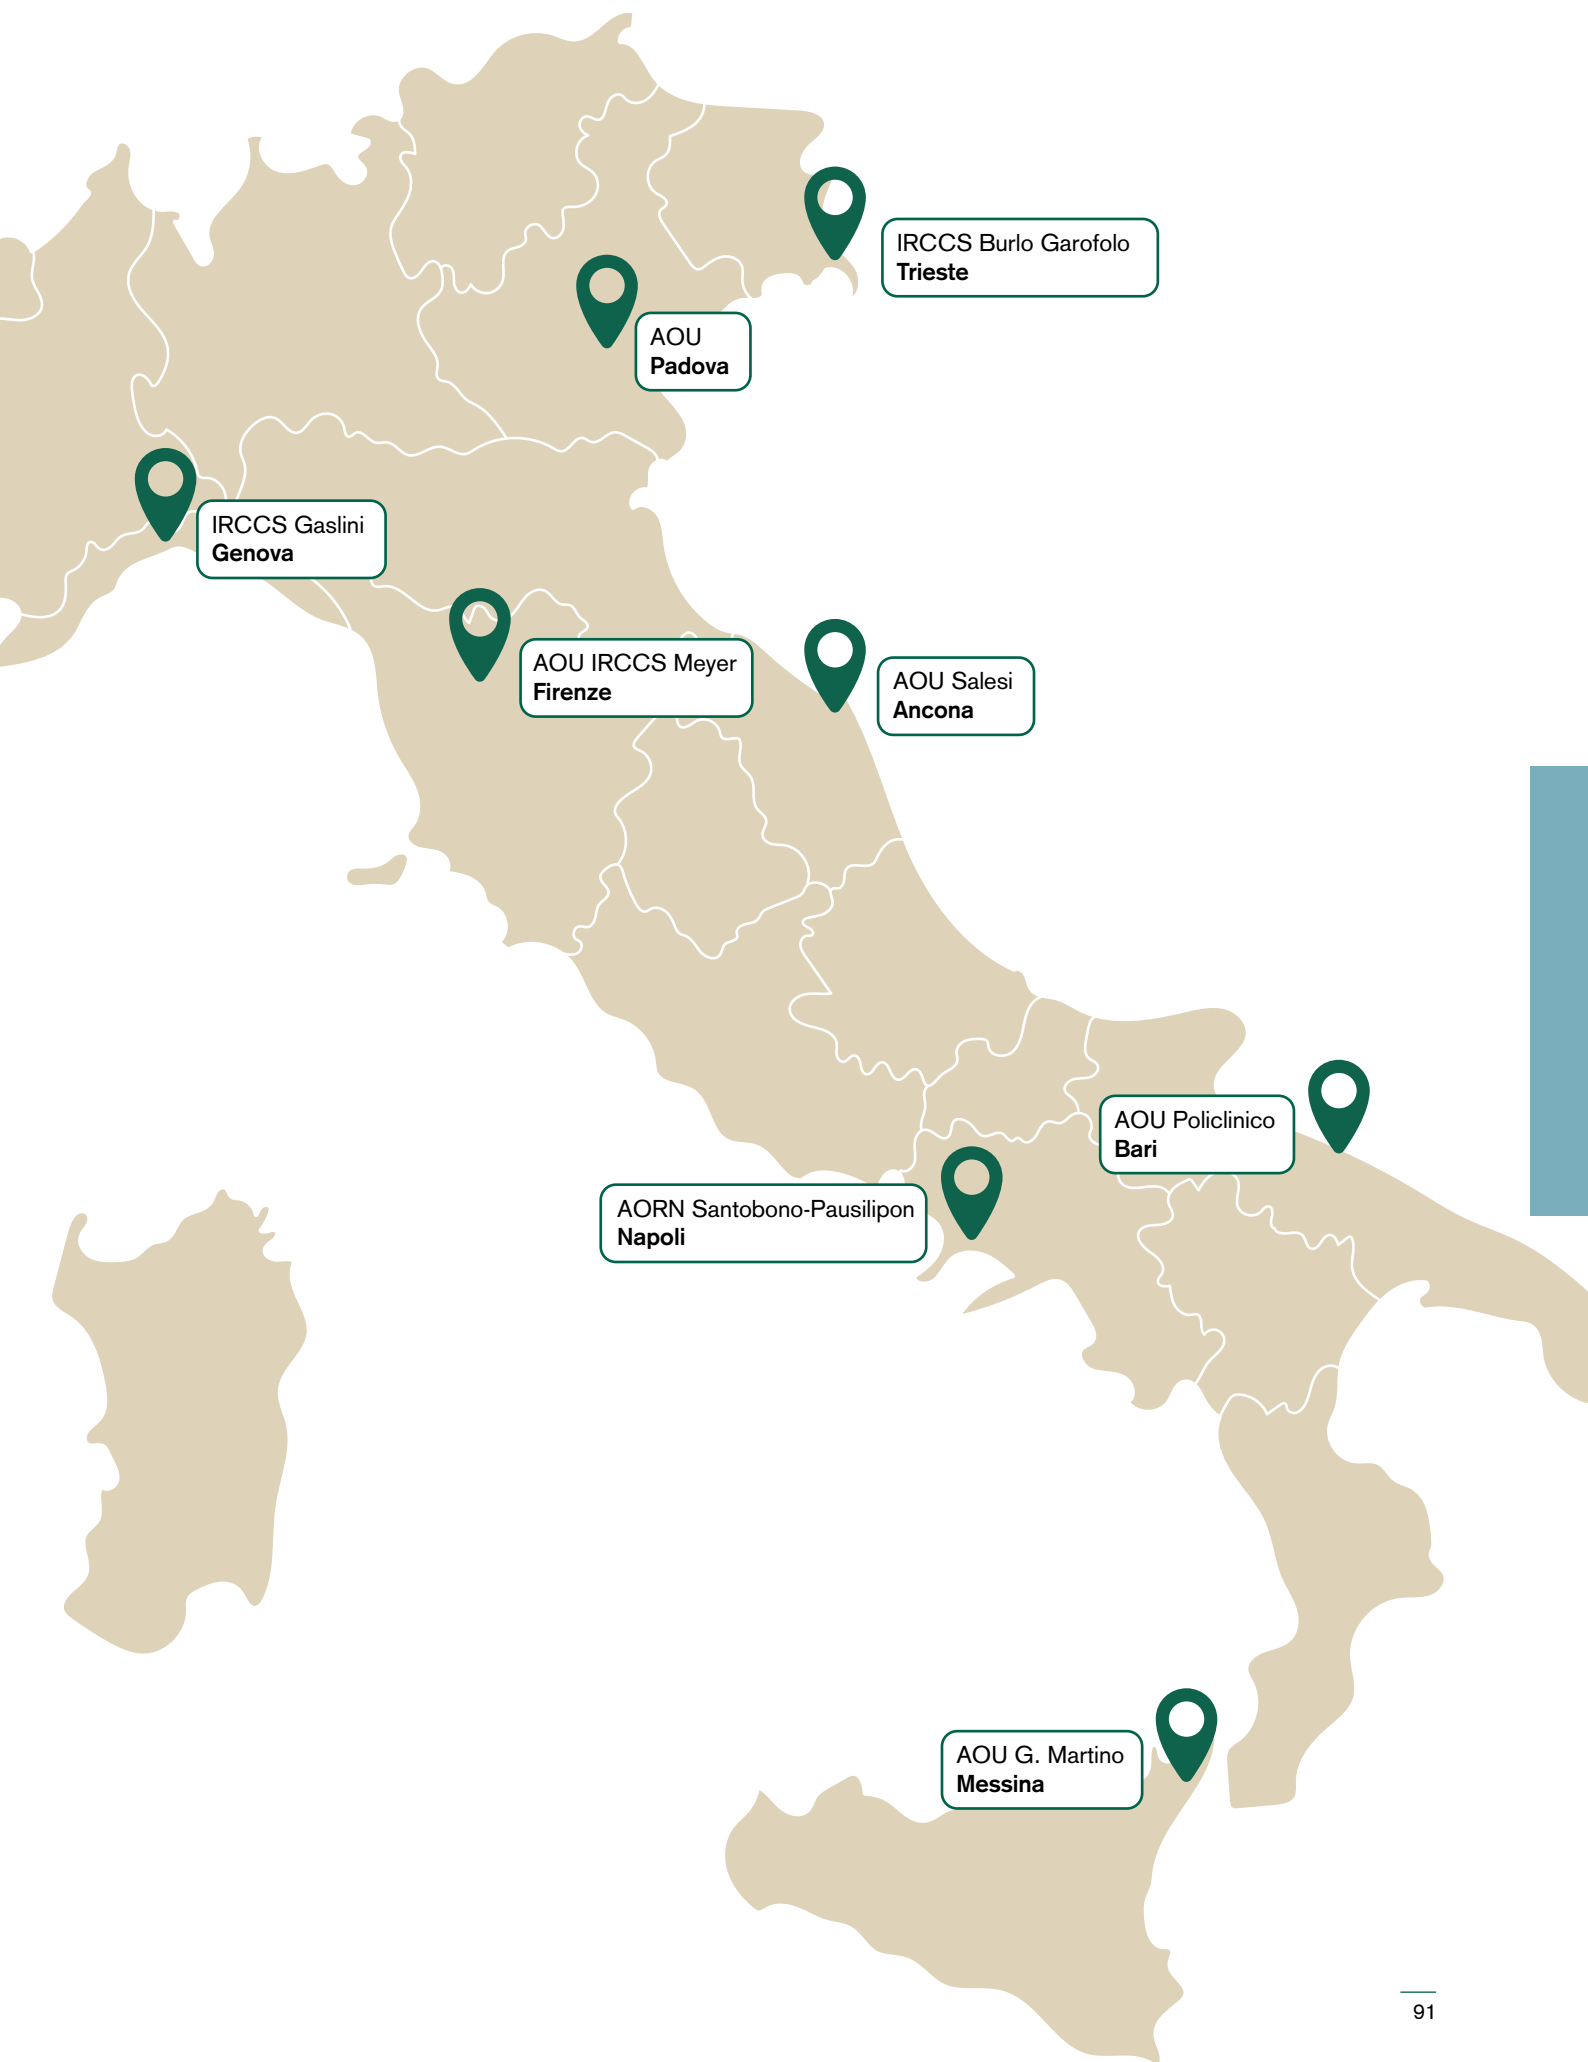 IRCCS Burlo Garofolo
Trieste
AOU
Padova
IRCCS Gaslini
Genova
AOU IRCCS Meyer
Firenze
AOU Salesi
Ancona
AOU Policlinico
Bari
AORN Santobono-Pausilipon
Napoli
AOU G. Martino
Messina
91